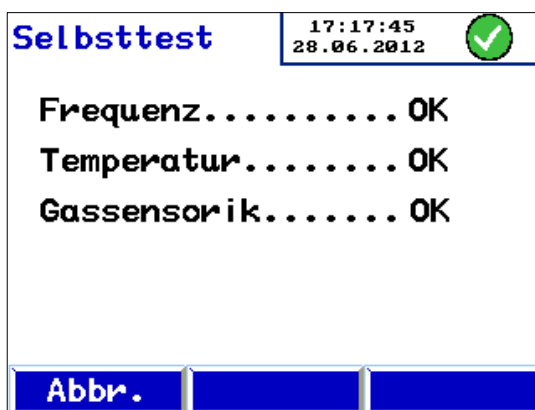 Selbsttest
17:17:45
28.06.2012
Frequenz..........OK
Temperatur........OK
Gassensorik.......OK
Abbr.